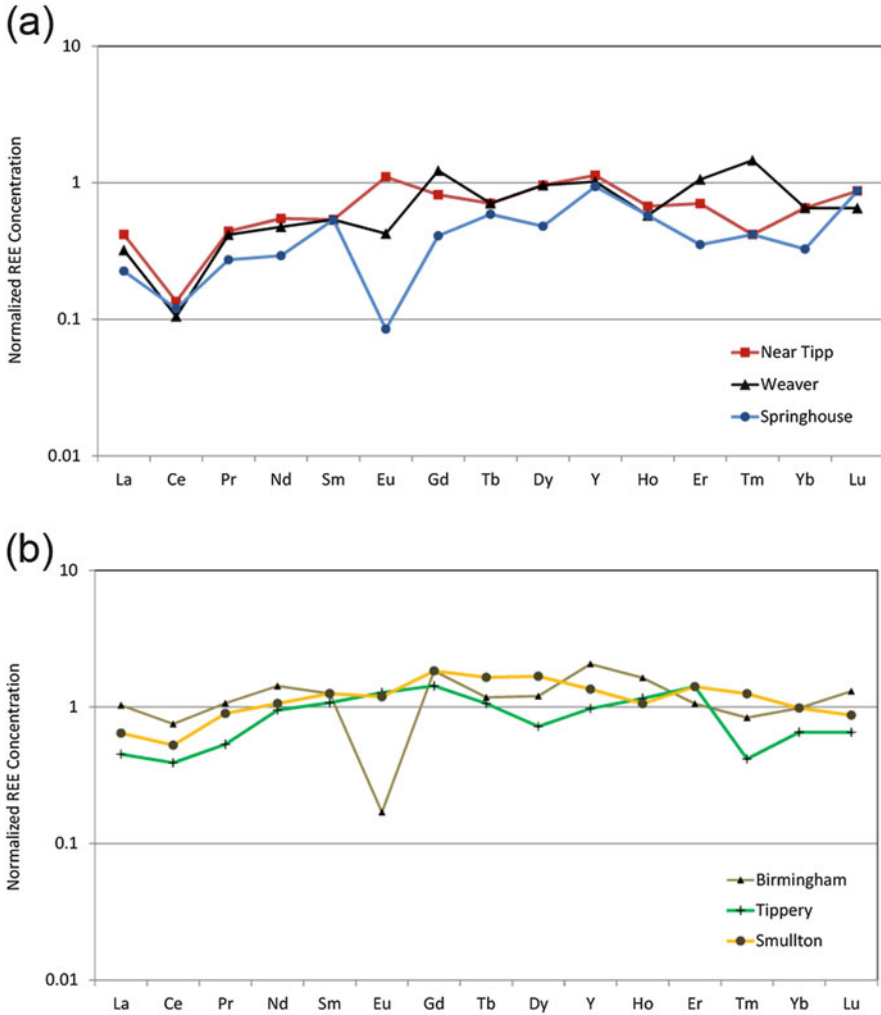 (a)
Normalized REE Concentration
10
1
0.1
0.01
Near Tipp
Weaver
Springhouse
La Ce Pr Nd Sm Eu Gd Tb Dy Y Ho Er Tm Yb Lu
(b)
Normalized REE Concentration
10
1
0.1
0.01
Birmingham
Tippery
Smullton
La Ce Pr Nd Sm Eu Gd Tb Dy Y Ho Er Tm Yb Lu